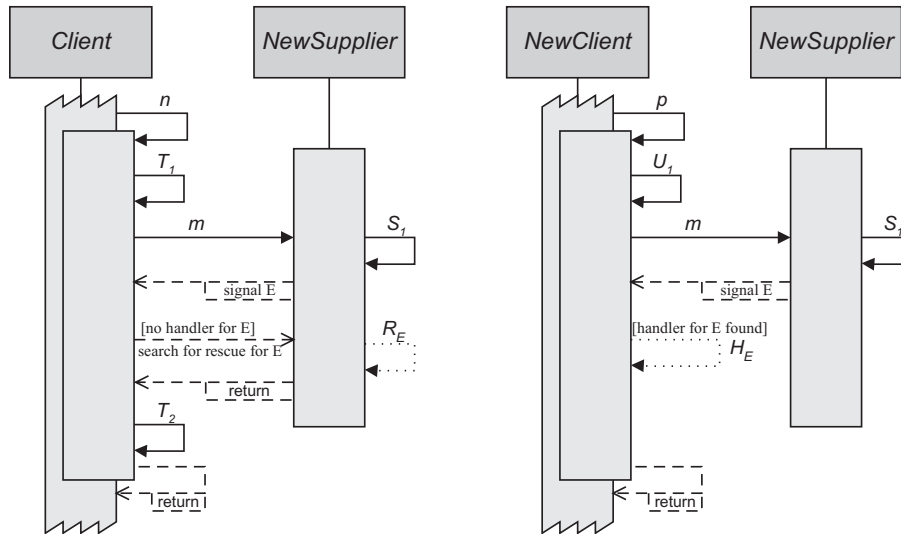 Client
NewSupplier
n
T1
m
S1
signal E
[no handler for E]
search for rescue for E
RE
return
T2
return
NewClient
NewSupplier
p
U1
m
S1
signal E
[handler for E found]
HE
return